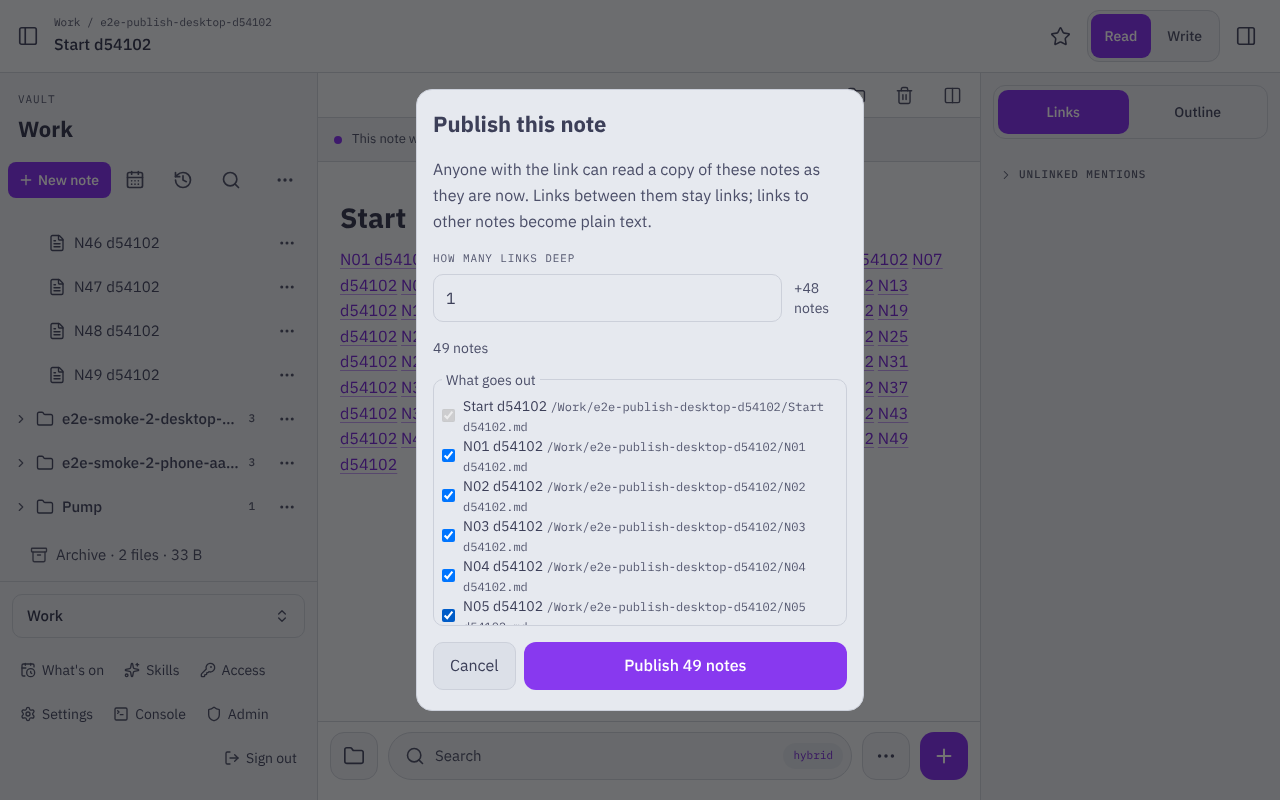 Work / e2e-publish-desktop-d54102
Start d54102
Read
Write
VAULT
Work
New note
N46 d54102
N47 d54102
N48 d54102
N49 d54102
e2e-smoke-2-desktop-... 3
e2e-smoke-2-phone-aa... 3
Pump 1
Archive · 2 files · 33 B
Work
What's on
Skills
Access
Settings
Console
Admin
Sign out
This note
Start
N01 d5410
54102 N07
d54102
N13
d54102
N19
d54102
N25
d54102
N31
d54102
N37
d54102
N43
d54102
N49
d54102
Publish this note
Anyone with the link can read a copy of these notes as
they are now. Links between them stay links; links to
other notes become plain text.
HOW MANY LINKS DEEP
1
+48
notes
49 notes
What goes out
Start d54102 /Work/e2e-publish-desktop-d54102/Start
d54102.md
N01 d54102 /Work/e2e-publish-desktop-d54102/N01
d54102.md
N02 d54102 /Work/e2e-publish-desktop-d54102/N02
d54102.md
N03 d54102 /Work/e2e-publish-desktop-d54102/N03
d54102.md
N04 d54102 /Work/e2e-publish-desktop-d54102/N04
d54102.md
N05 d54102 /Work/e2e-publish-desktop-d54102/N05
Cancel
Publish 49 notes
Search
hybrid
Links
Outline
UNLINKED MENTIONS